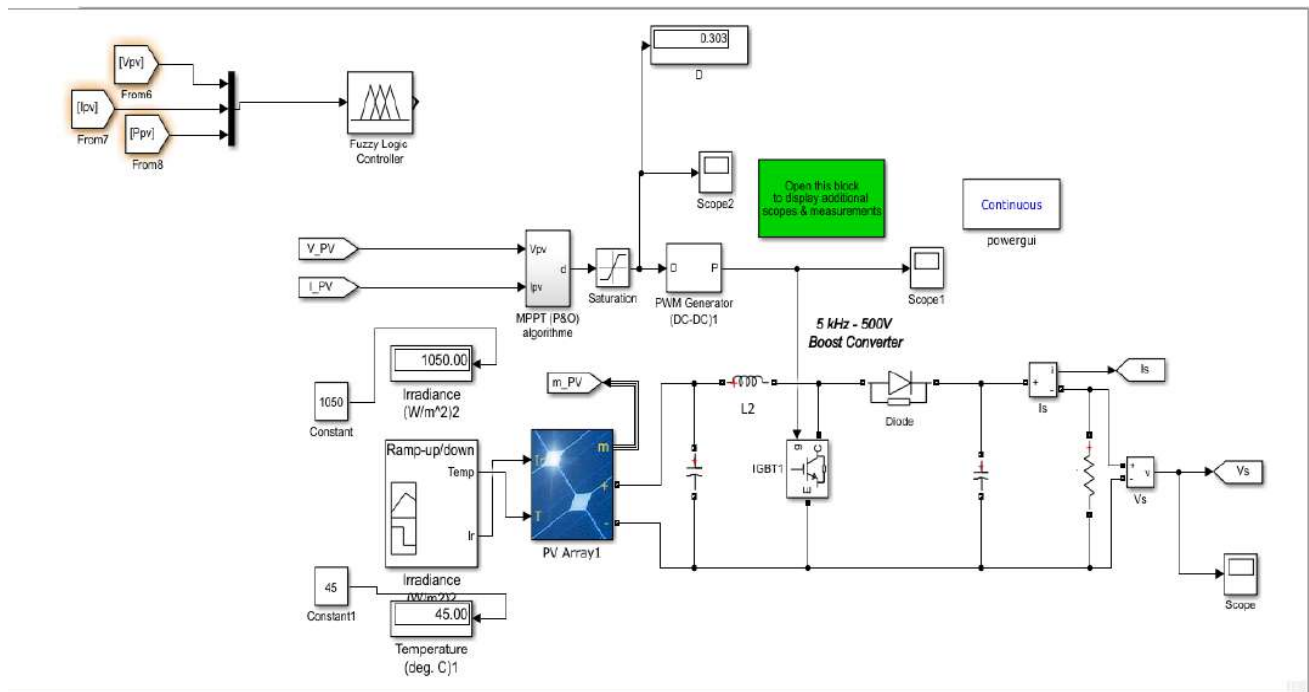 [Vpv]
From6
[Ipv]
From7
[Ppv]
From8
Fuzzy Logic
Controller
0.303
D
Scope2
Open this block
to display additional
scopes & measurements
Continuous
powergui
V_PV
I_PV
Vpv
Ipv
d
MPPT (P&O)
algorithme
Saturation
D
P
PWM Generator
(DC-DC)1
Scope1
5 kHz - 500V
Boost Converter
1050
Constant
1050.00
Irradiance
(W/m^2)2
m_PV
L2
g
C
E
IGBT1
Diode
i
+
-
Is
Is
Ramp-up/down
Temp
Ir
Irradiance
(W/m2)2
Ir
T
m
+
-
PV Array1
+
-
v
Vs
Vs
Scope
45
Constant1
45.00
Temperature
(deg. C)1